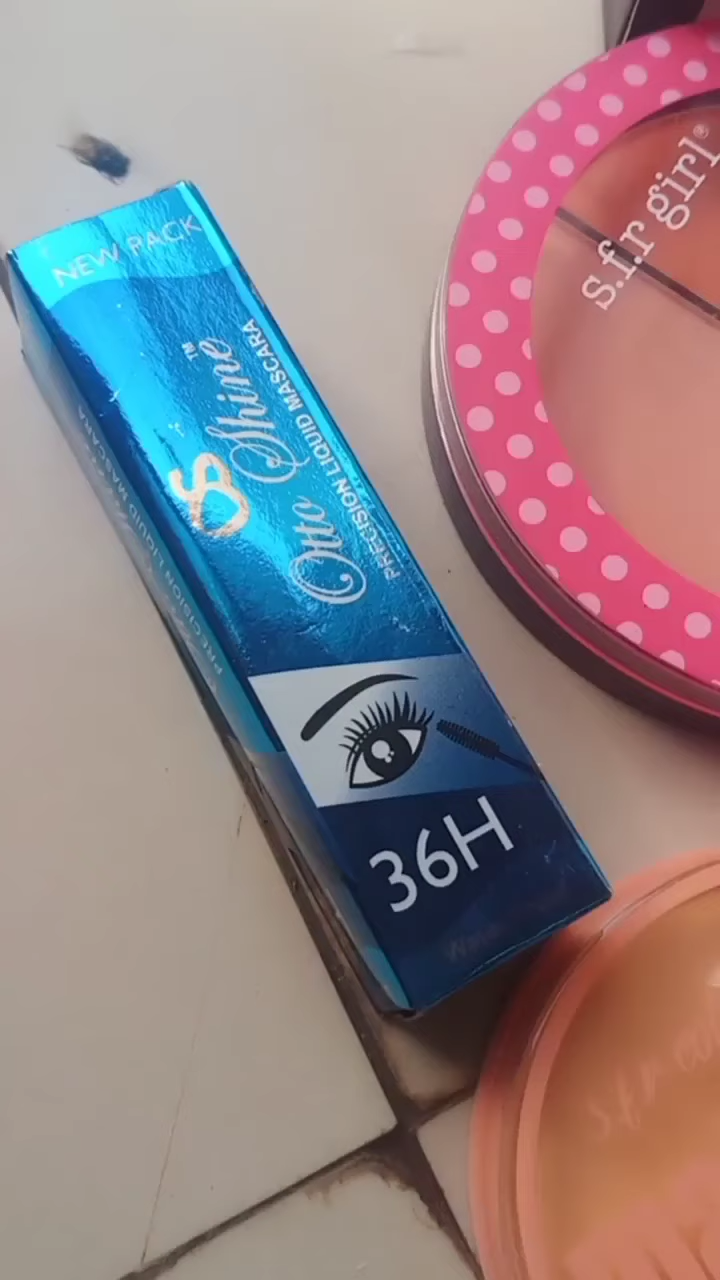 NEW PACK
Otto Shine™
PRECISION LIQUID MASCARA
36H
PRECISION LIQUID MASCARA
s.f.r girl®
s.f.r